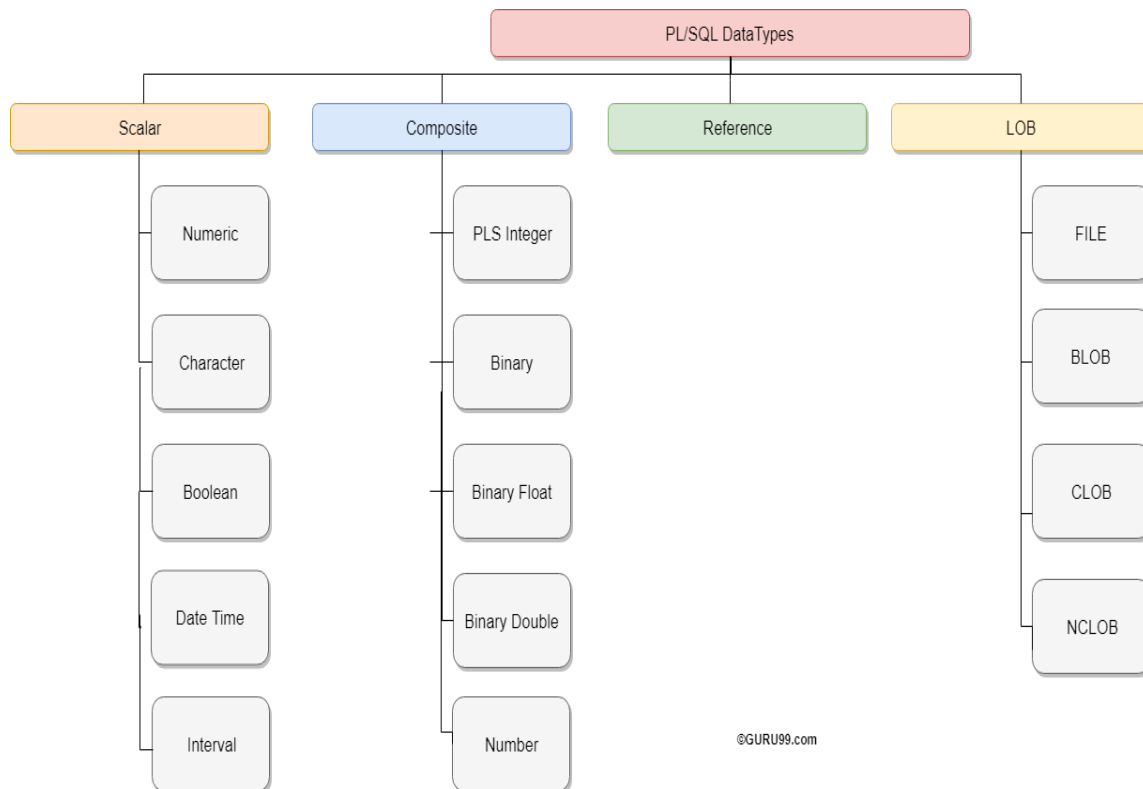 PL/SQL DataTypes
Scalar
Composite
Reference
LOB
Numeric
PLS Integer
FILE
Character
Binary
BLOB
Boolean
Binary Float
CLOB
Date Time
Binary Double
NCLOB
Interval
Number
©GURU99.com